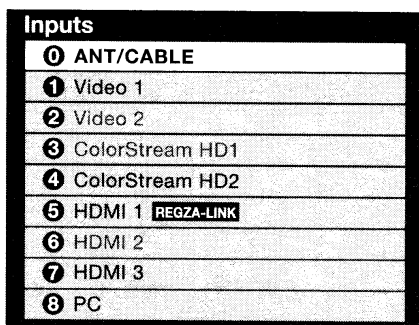 Inputs
0 ANT/CABLE
1 Video 1
2 Video 2
3 ColorStream HD1
4 ColorStream HD2
5 HDMI 1 REGZA-LINK
6 HDMI 2
7 HDMI 3
8 PC